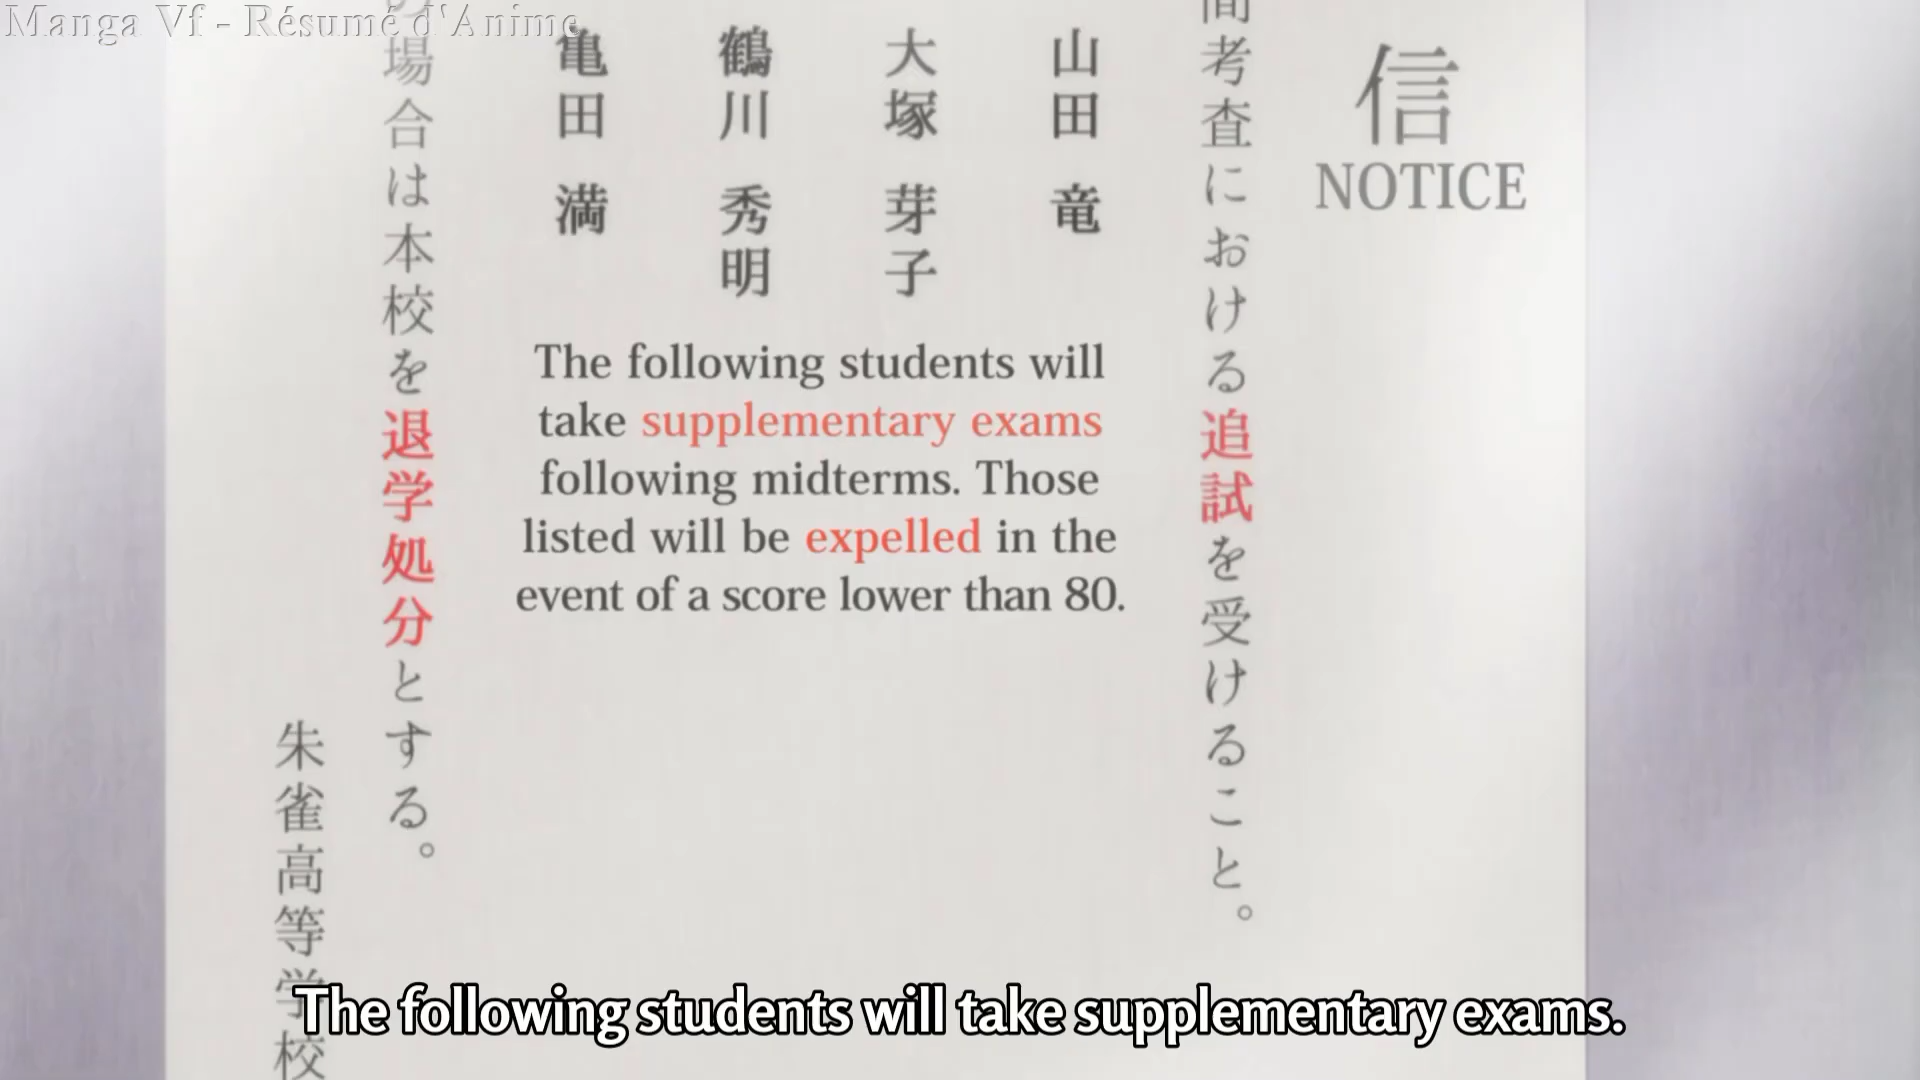 Manga Vf - Résumé d'Anime
信
NOTICE
間考査における追試を受けること。
山田 竜
大塚 芽子
鶴川 秀明
亀田 満
の場合は本校を退学処分とする。
朱雀高等学校
The following students will
take supplementary exams
following midterms. Those
listed will be expelled in the
event of a score lower than 80.
The following students will take supplementary exams.